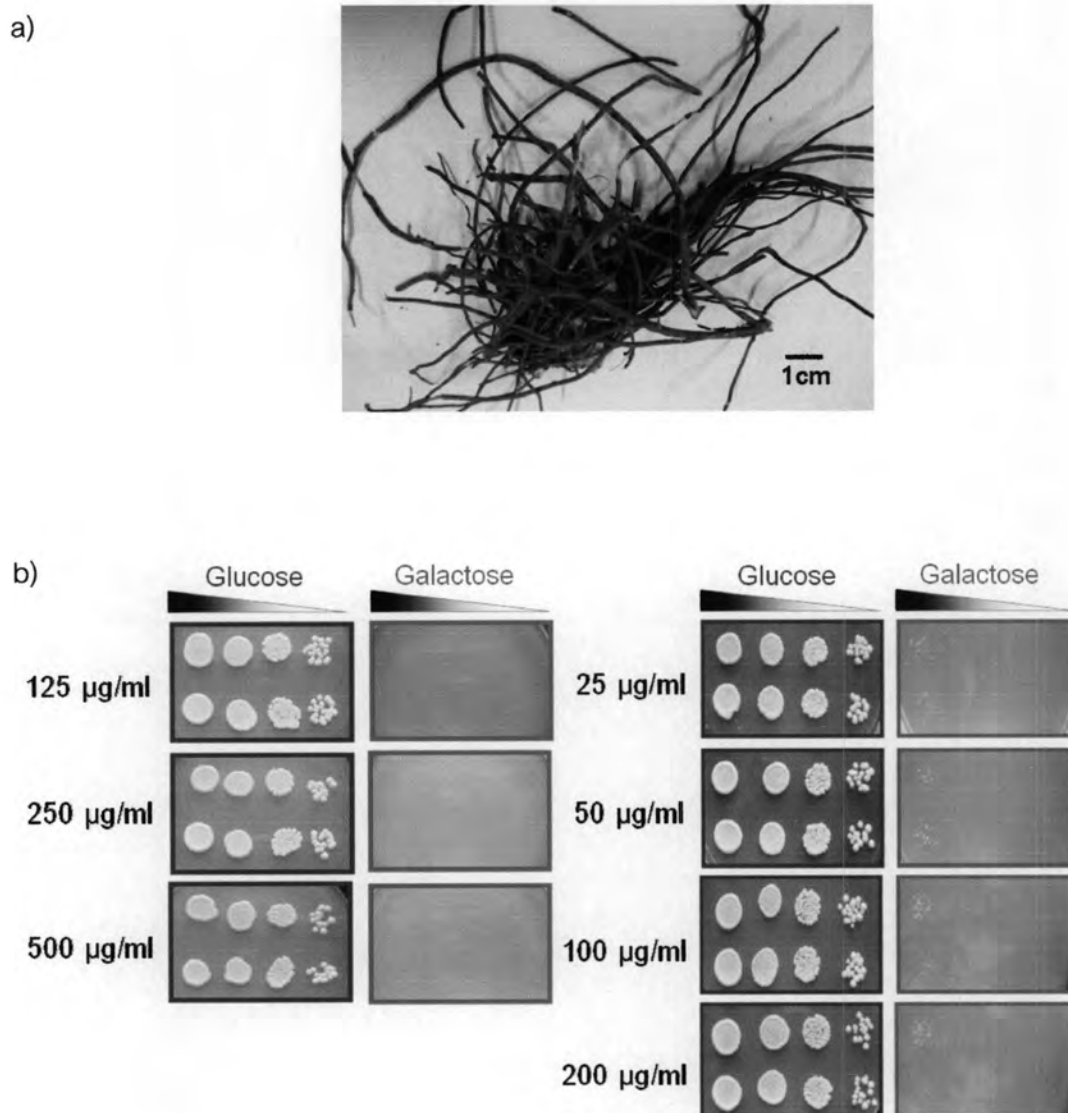 a)
1cm
b)
Glucose Galactose Glucose Galactose
125 µg/ml 25 µg/ml
250 µg/ml 50 µg/ml
500 µg/ml 100 µg/ml
200 µg/ml